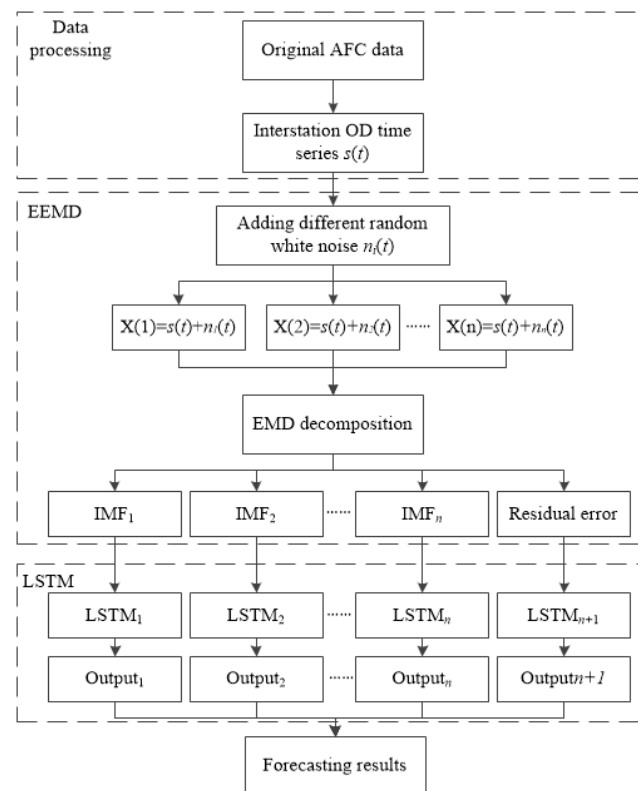 Data
processing
Original AFC data
Interstation OD time
series s(t)
EEMD
Adding different random
white noise nᵢ(t)
X(1)=s(t)+n₁(t)
X(2)=s(t)+n₂(t)
······
X(n)=s(t)+nₙ(t)
EMD decomposition
IMF₁
IMF₂
······
IMFₙ
Residual error
LSTM
LSTM₁
LSTM₂
······
LSTMₙ
LSTMₙ₊₁
Output₁
Output₂
······
Outputₙ
Outputn+1
Forecasting results